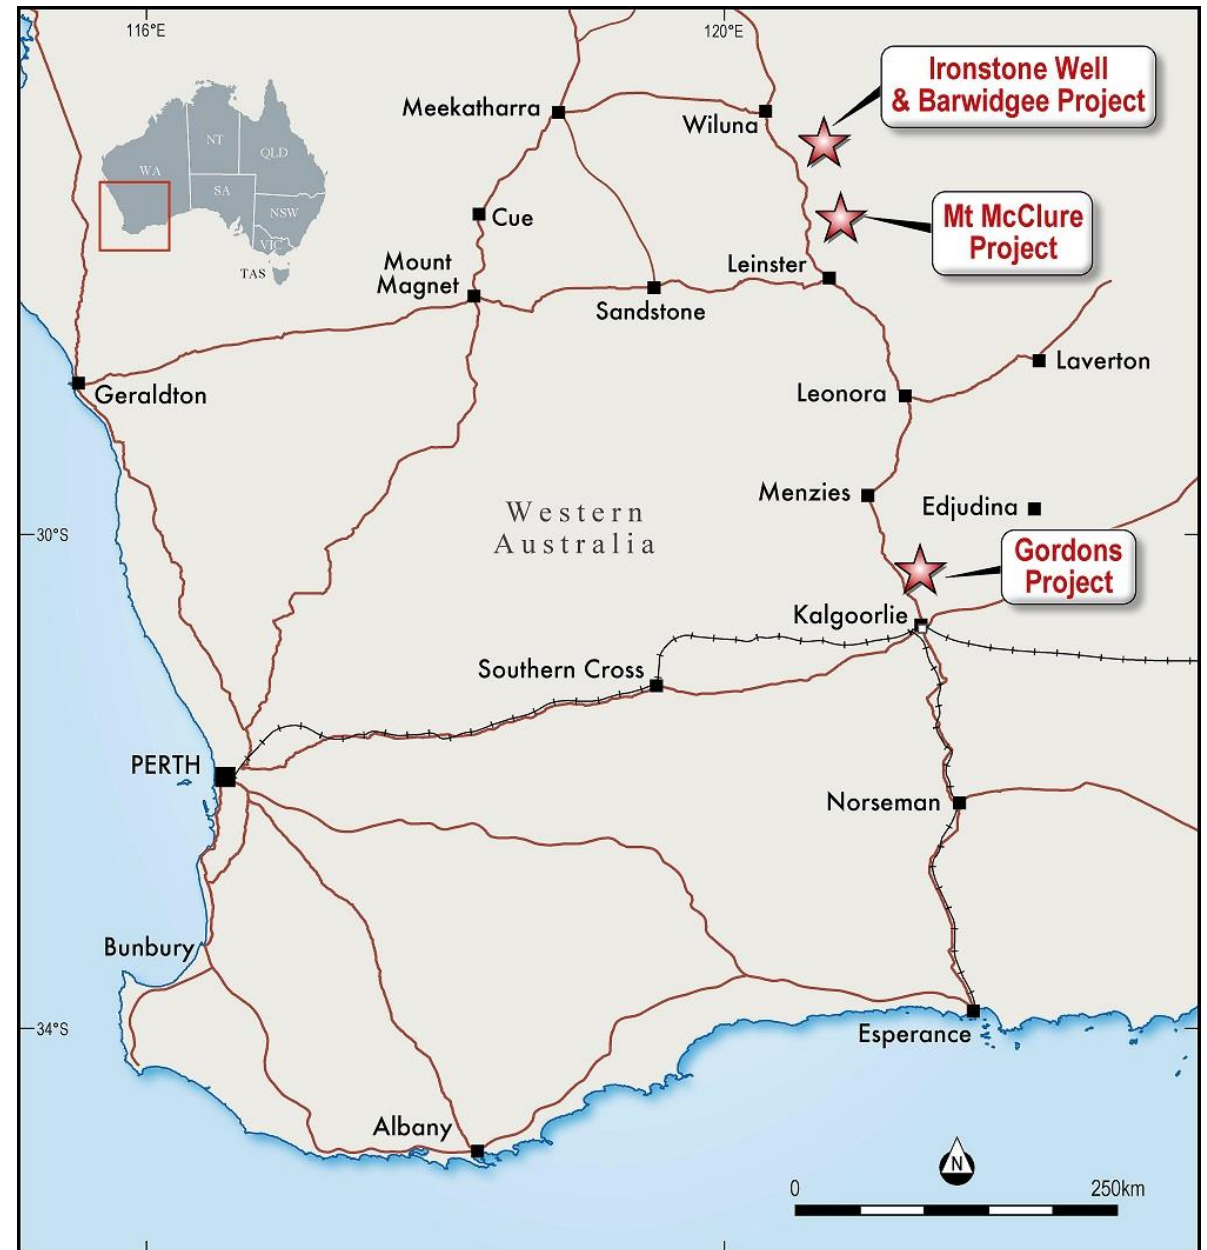 116°E
120°E
Ironstone Well
& Barwidgee Project
Meekatharra
Wiluna
NT
QLD
WA
SA
NSW
VIC
TAS
Cue
Mt McClure
Project
Mount
Magnet
Leinster
Sandstone
Laverton
Geraldton
Leonora
Menzies
Edjudina
Western
Australia
30°S
Gordons
Project
Kalgoorlie
Southern Cross
PERTH
Norseman
Bunbury
34°S
Esperance
Albany
N
0
250km